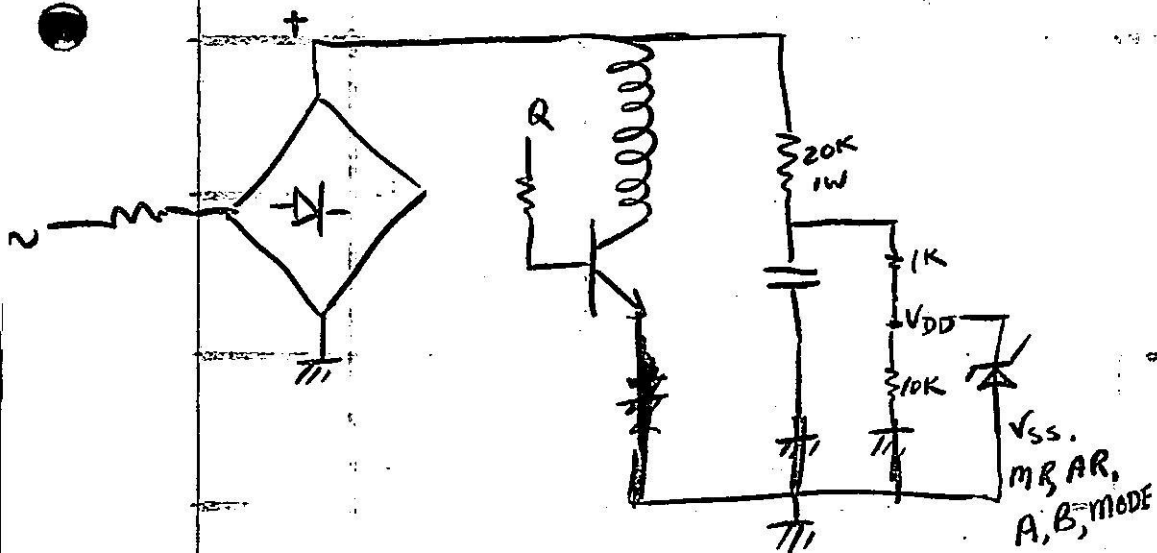 +
Q
20K
1W
~
1K
VDD
10K
VSS.
MR, AR,
A, B, MODE